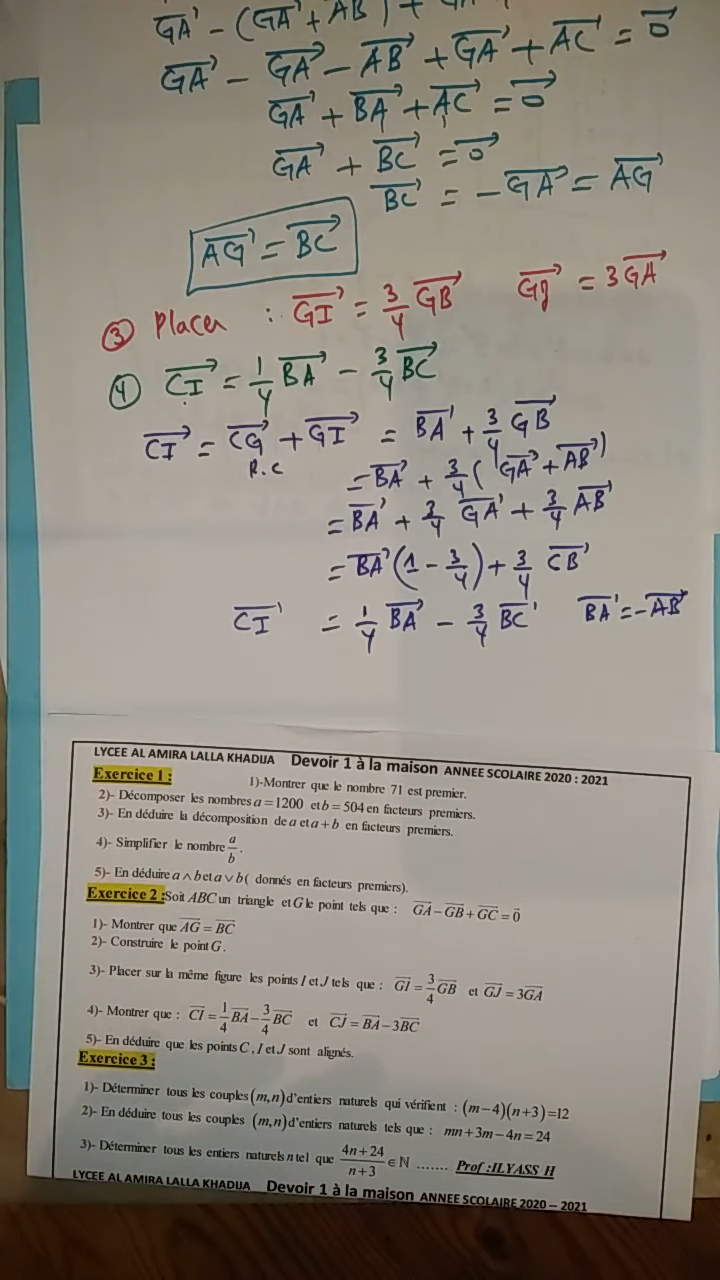 GA⃗ - (GA⃗ + AB⃗) +
GA⃗ - GA⃗ - AB⃗ + GA⃗ + AC⃗ = 0⃗
GA⃗ + BA⃗ + AC⃗ = 0⃗
GA⃗ + BC⃗ = 0⃗
BC⃗ = - GA⃗ = AG⃗
AG⃗ = BC⃗
③ Placer : GI⃗ = 3/4 GB⃗ GJ⃗ = 3 GA⃗
④ CI⃗ = 1/4 BA⃗ - 3/4 BC⃗
CI⃗ = CG⃗ + GI⃗ = BA⃗ + 3/4 GB⃗
R.C
= BA⃗ + 3/4 ( GA⃗ + AB⃗ )
= BA⃗ + 3/4 GA⃗ + 3/4 AB⃗
= BA⃗ (1 - 3/4) + 3/4 CB⃗
CI⃗ = 1/4 BA⃗ - 3/4 BC⃗ BA⃗ = - AB⃗
LYCEE AL AMIRA LALLA KHADIJA Devoir 1 à la maison ANNEE SCOLAIRE 2020 : 2021
Exercice 1 : 1)-Montrer que le nombre 71 est premier.
2)- Décomposer les nombres a = 1200 et b = 504 en facteurs premiers.
3)- En déduire la décomposition de a et a + b en facteurs premiers.
4)- Simplifier le nombre a/b.
5)- En déduire a ∧ b et a ∨ b ( donnés en facteurs premiers).
Exercice 2 :Soit ABC un triangle et G le point tels que : GA⃗ - GB⃗ + GC⃗ = 0⃗
1)- Montrer que AG⃗ = BC⃗
2)- Construire le point G.
3)- Placer sur la même figure les points I et J tels que : GI⃗ = 3/4 GB⃗ et GJ⃗ = 3GA⃗
4)- Montrer que : CI⃗ = 1/4 BA⃗ - 3/4 BC⃗ et CJ⃗ = BA⃗ - 3BC⃗
5)- En déduire que les points C , I et J sont alignés.
Exercice 3 :
1)- Déterminer tous les couples (m,n) d'entiers naturels qui vérifient : (m-4)(n+3)=12
2)- En déduire tous les couples (m,n) d'entiers naturels tels que : mn+3m-4n = 24
3)- Déterminer tous les entiers naturels n tel que (4n+24)/(n+3) ∈ ℕ ....... Prof :ILYASS H
LYCEE AL AMIRA LALLA KHADIJA Devoir 1 à la maison ANNEE SCOLAIRE 2020 – 2021